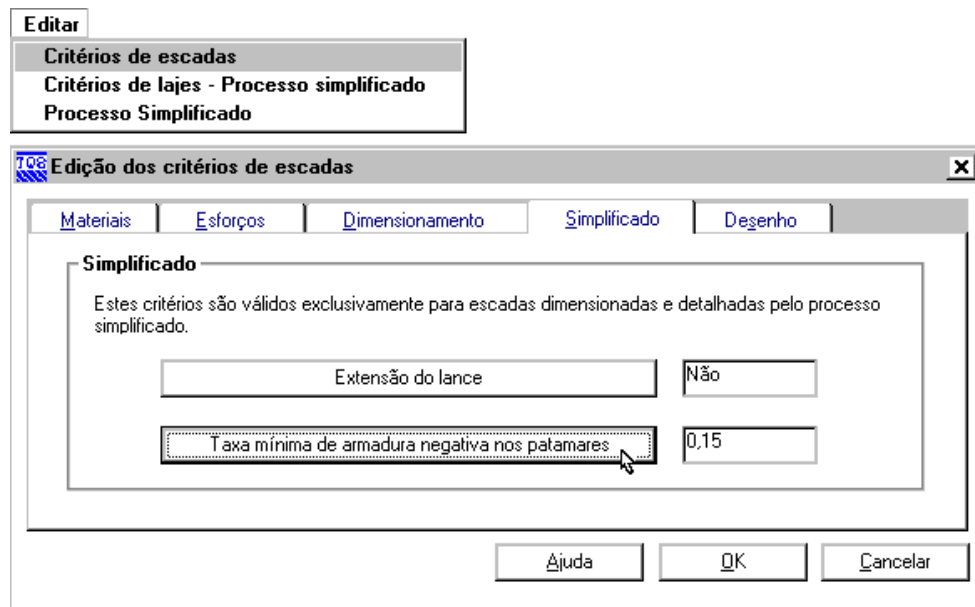 Editar
Critérios de escadas
Critérios de lajes - Processo simplificado
Processo Simplificado
TQS Edição dos critérios de escadas
Materiais Esforços Dimensionamento Simplificado Desenho
Simplificado
Estes critérios são válidos exclusivamente para escadas dimensionadas e detalhadas pelo processo
simplificado.
Extensão do lance Não
Taxa mínima de armadura negativa nos patamares 0,15
Ajuda OK Cancelar